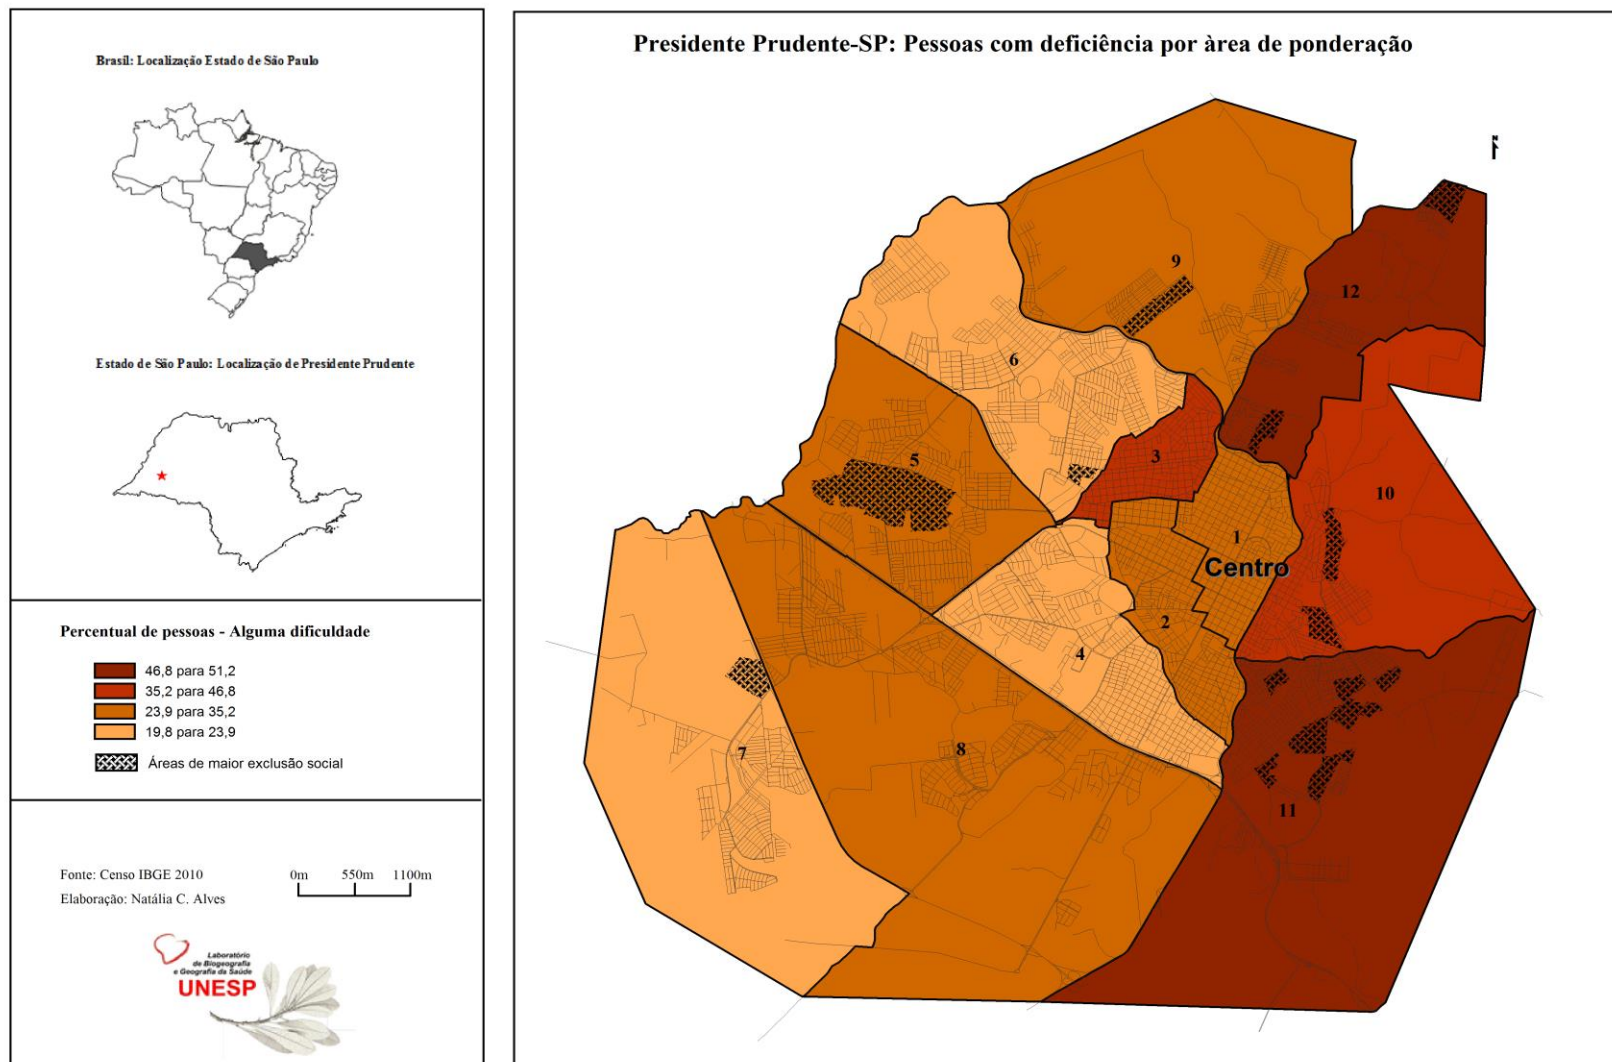 Brasil: Localização Estado de São Paulo
Estado de São Paulo: Localização de Presidente Prudente
Percentual de pessoas - Alguma dificuldade
46,8 para 51,2
35,2 para 46,8
23,9 para 35,2
19,8 para 23,9
Áreas de maior exclusão social
Fonte: Censo IBGE 2010
Elaboração: Natália C. Alves
0m 550m 1100m
Laboratório
de Biogeografia
e Geografia da Saúde
UNESP
Presidente Prudente-SP: Pessoas com deficiência por àrea de ponderação
N
9
12
6
3
5
10
1
Centro
2
4
7
8
11